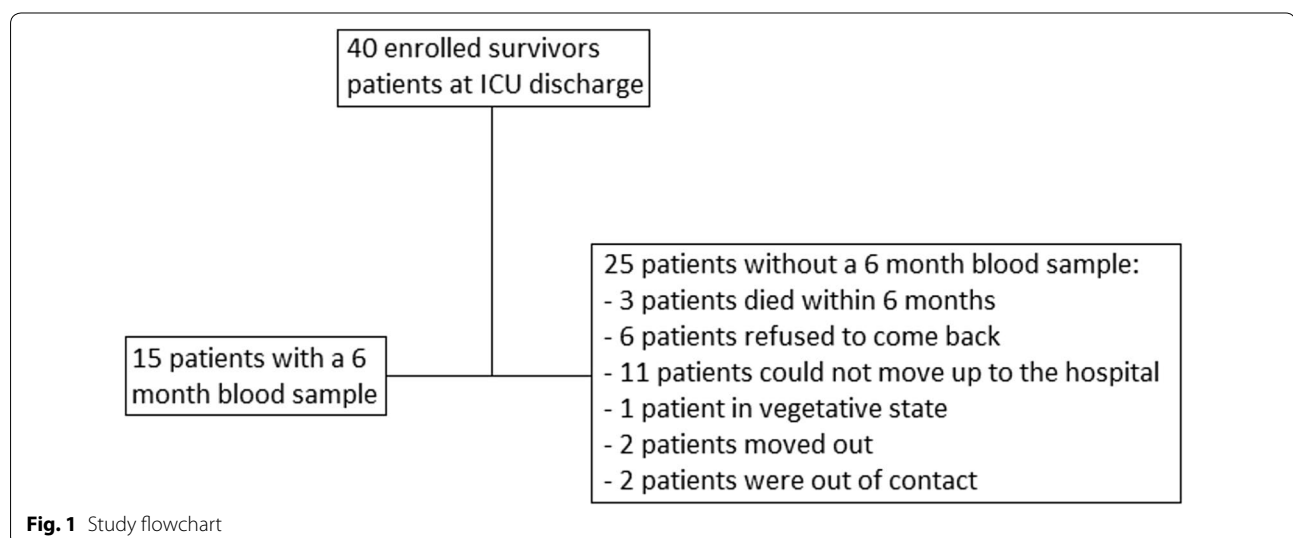 40 enrolled survivors
patients at ICU discharge
15 patients with a 6
month blood sample
25 patients without a 6 month blood sample:
- 3 patients died within 6 months
- 6 patients refused to come back
- 11 patients could not move up to the hospital
- 1 patient in vegetative state
- 2 patients moved out
- 2 patients were out of contact
Fig. 1 Study flowchart